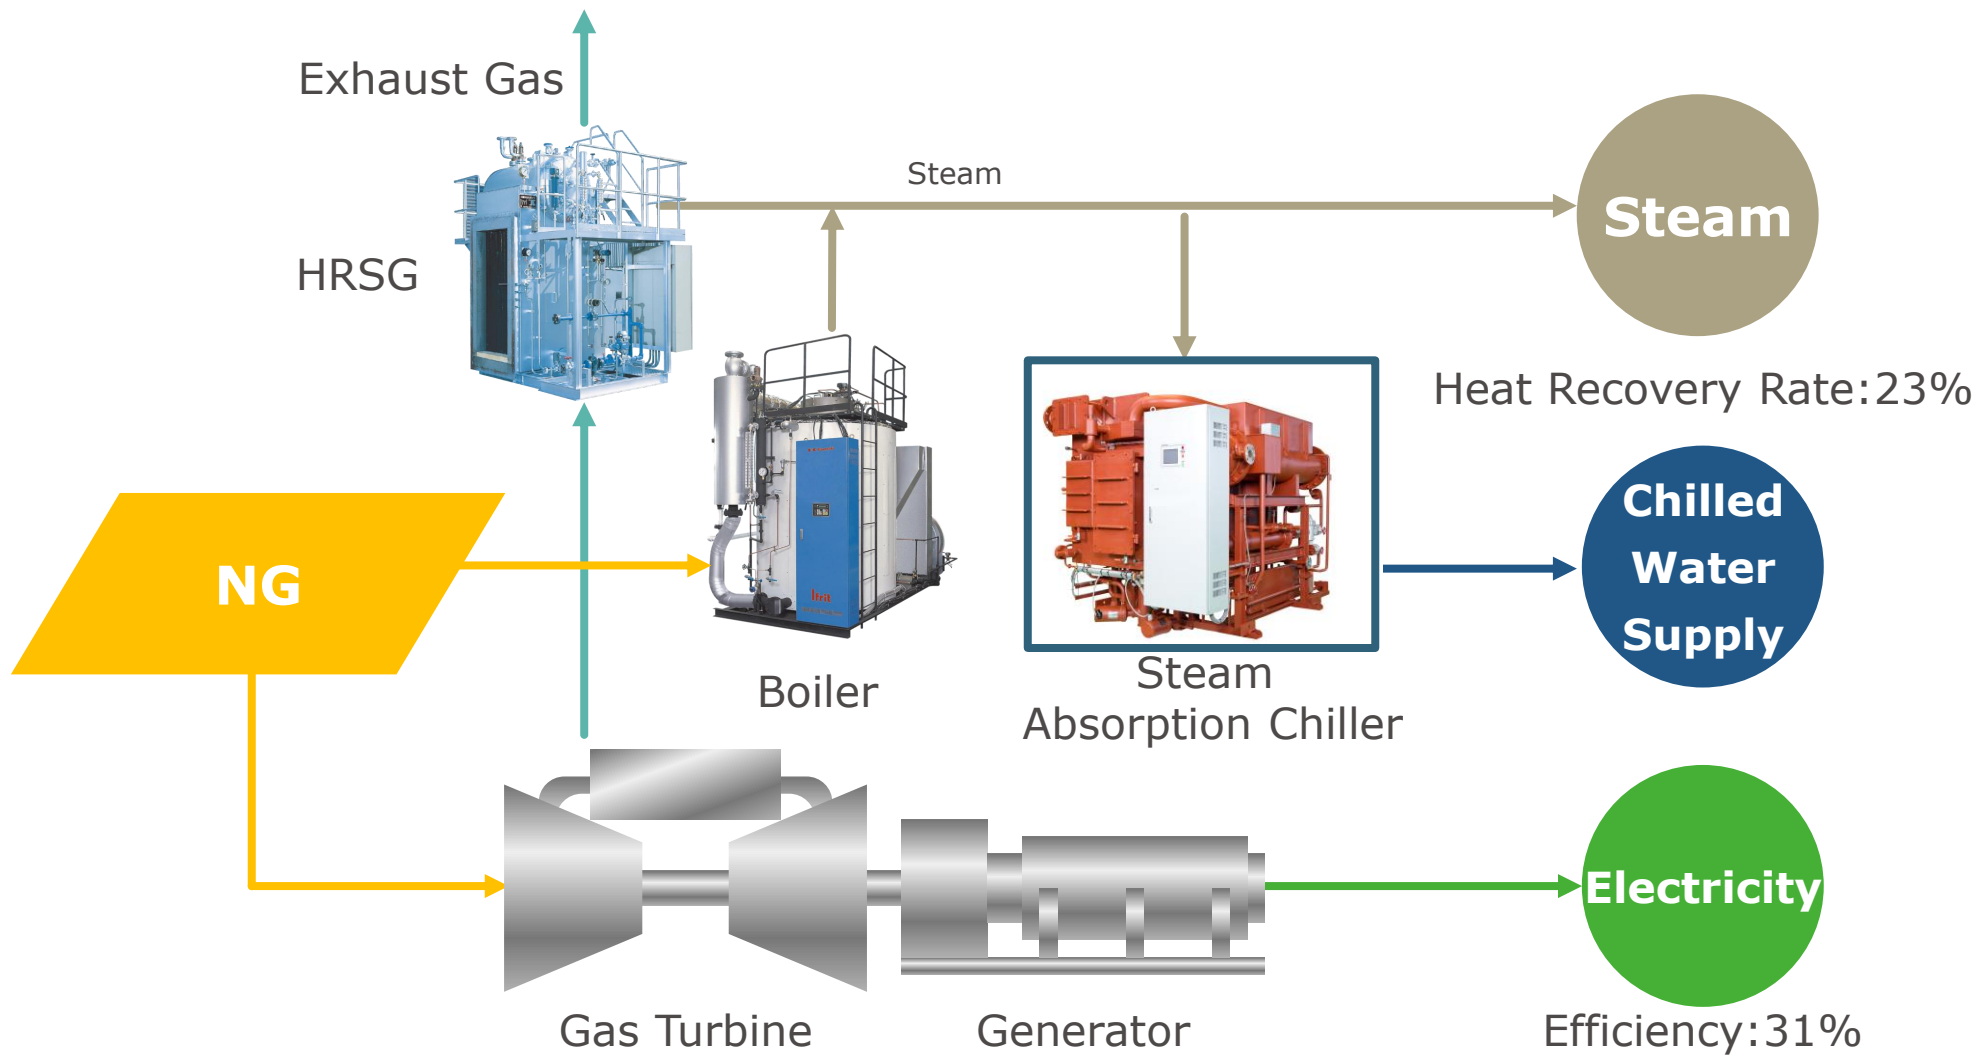 Exhaust Gas
Steam
Steam
HRSG
Heat Recovery Rate:23%
NG
Boiler
Steam
Absorption Chiller
Chilled
Water
Supply
Electricity
Gas Turbine
Generator
Efficiency:31%